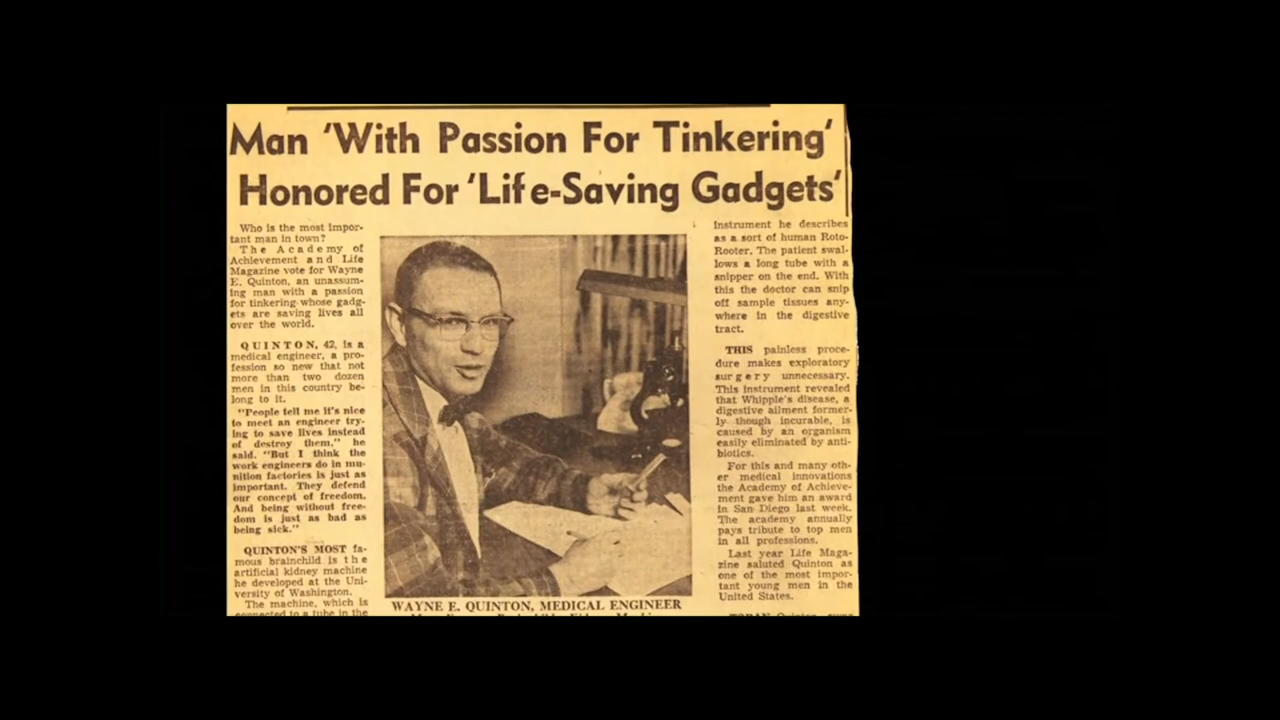 Man 'With Passion For Tinkering'
Honored For 'Life-Saving Gadgets'
Who is the most impor-
tant man in town?
The Academy of
Achievement and Life
Magazine vote for Wayne
E. Quinton, an unassum-
ing man with a passion
for tinkering whose gadg-
ets are saving lives all
over the world.
QUINTON, 42, is a
medical engineer, a pro-
fession so new that not
more than two dozen
men in this country be-
long to it.
"People tell me it's nice
to meet an engineer try-
ing to save lives instead
of destroy them," he
said. "But I think the
work engineers do in mu-
nition factories is just as
important. They defend
our concept of freedom.
And being without free-
dom is just as bad as
being sick."
QUINTON'S MOST fa-
mous brainchild is the
artificial kidney machine
he developed at the Uni-
versity of Washington.
The machine, which is
connected to a tube in the
WAYNE E. QUINTON, MEDICAL ENGINEER
instrument he describes
as a sort of human Roto-
Rooter. The patient swal-
lows a long tube with a
snipper on the end. With
this the doctor can snip
off sample tissues any-
where in the digestive
tract.
THIS painless proce-
dure makes exploratory
surgery unnecessary.
This instrument revealed
that Whipple's disease, a
digestive ailment former-
ly though incurable, is
caused by an organism
easily eliminated by anti-
biotics.
For this and many oth-
er medical innovations
the Academy of Achieve-
ment gave him an award
in San Diego last week.
The academy annually
pays tribute to top men
in all professions.
Last year Life Maga-
zine saluted Quinton as
one of the most impor-
tant young men in the
United States.